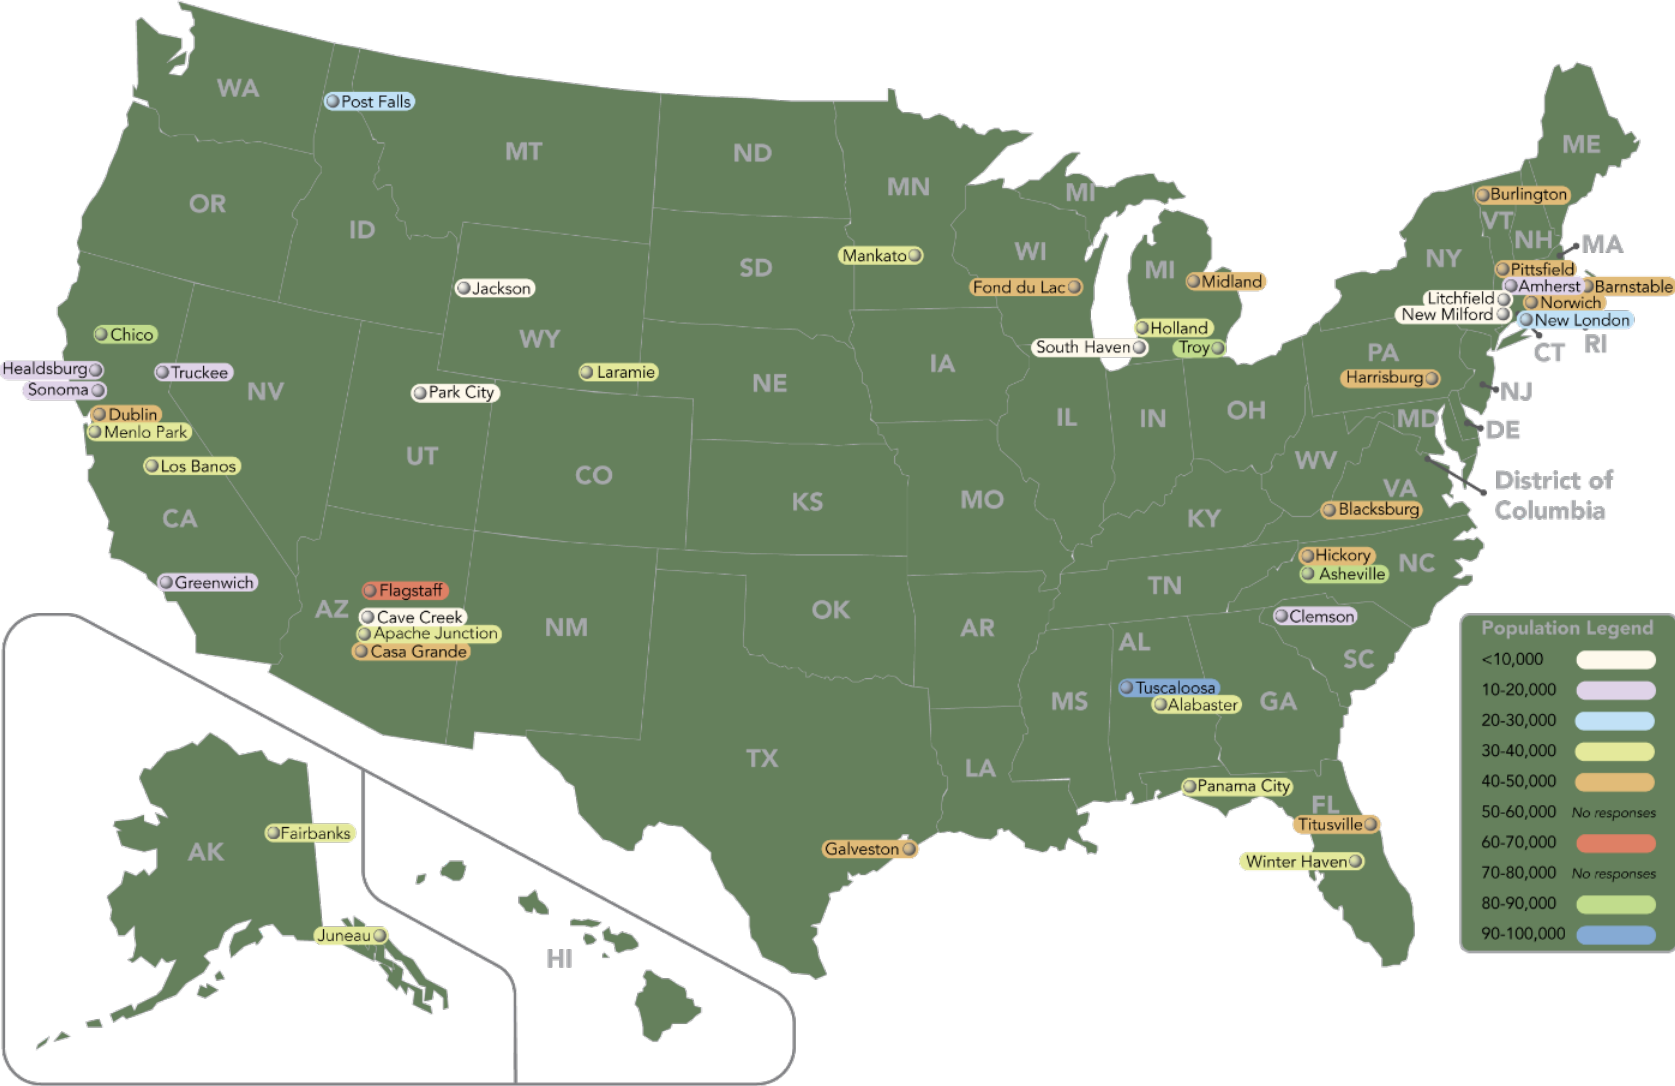 WA
Post Falls
MT
ND
MN
MI
ME
OR
ID
Burlington
VT
NH
MA
NY
SD
Mankato
WI
MI
Pittsfield
Jackson
Fond du Lac
Midland
Amherst
Barnstable
Litchfield
Norwich
New Milford
New London
Chico
WY
Holland
South Haven
Troy
CT
RI
PA
Healdsburg
Truckee
Laramie
IA
Harrisburg
Sonoma
NV
Park City
NE
NJ
Dublin
IL
IN
OH
MD
DE
Menlo Park
Los Banos
UT
CO
WV
VA
District of
Columbia
KS
MO
CA
KY
Blacksburg
Hickory
NC
Asheville
Greenwich
Flagstaff
TN
AZ
Cave Creek
OK
AR
Clemson
Apache Junction
NM
AL
Casa Grande
SC
Tuscaloosa
MS
Alabaster
GA
TX
LA
Panama City
FL
Titusville
Galveston
Winter Haven
Population Legend
<10,000
10-20,000
20-30,000
30-40,000
40-50,000
50-60,000 No responses
60-70,000
70-80,000 No responses
80-90,000
90-100,000
Fairbanks
AK
Juneau
HI